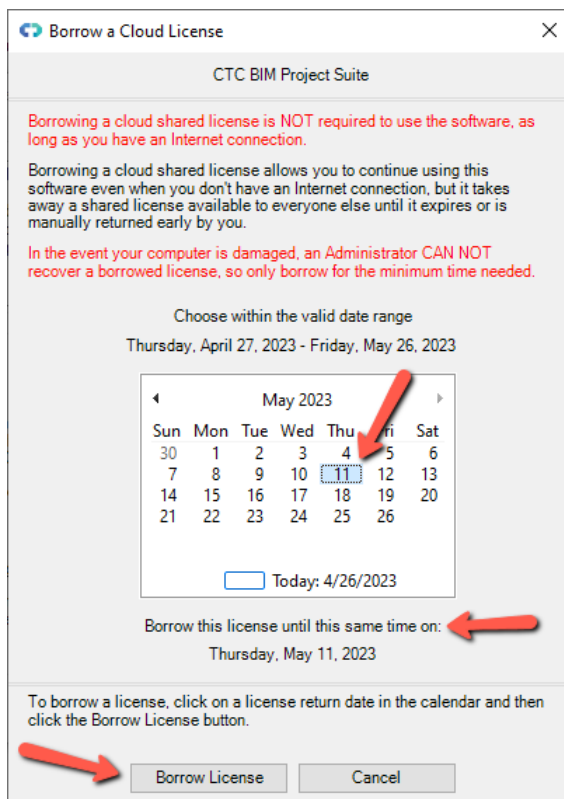 Borrow a Cloud License
CTC BIM Project Suite
Borrowing a cloud shared license is NOT required to use the software, as
long as you have an Internet connection.
Borrowing a cloud shared license allows you to continue using this
software even when you don't have an Internet connection, but it takes
away a shared license available to everyone else until it expires or is
manually returned early by you.
In the event your computer is damaged, an Administrator CAN NOT
recover a borrowed license, so only borrow for the minimum time needed.
Choose within the valid date range
Thursday, April 27, 2023 - Friday, May 26, 2023
May 2023
Sun Mon Tue Wed Thu Fri Sat
30 1 2 3 4 5 6
7 8 9 10 11 12 13
14 15 16 17 18 19 20
21 22 23 24 25 26
Today: 4/26/2023
Borrow this license until this same time on:
Thursday, May 11, 2023
To borrow a license, click on a license return date in the calendar and then
click the Borrow License button.
Borrow License Cancel